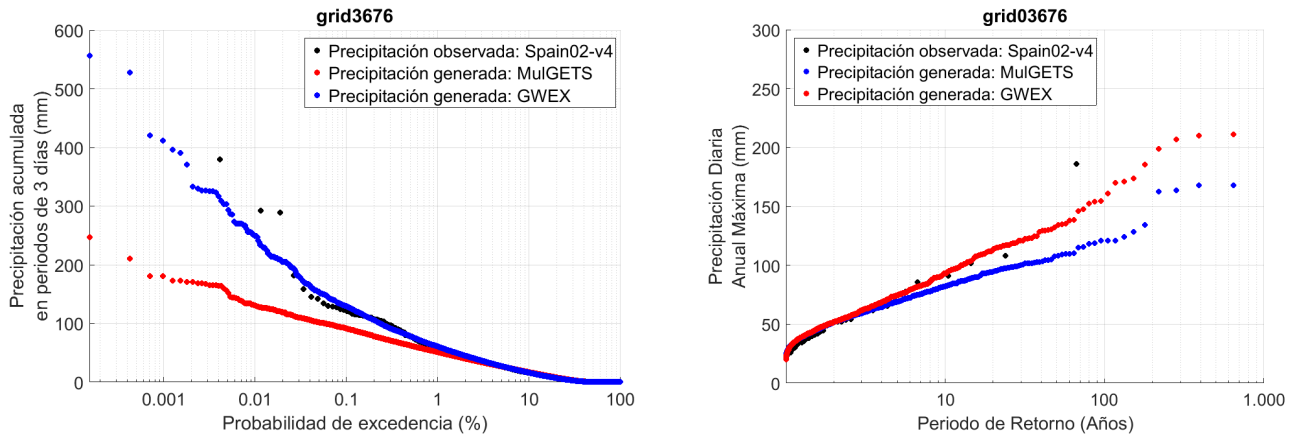 grid3676
600
500
400
300
200
100
0
Precipitación acumulada
en periodos de 3 días (mm)
Precipitación observada: Spain02-v4
Precipitación generada: MulGETS
Precipitación generada: GWEX
0.001
0.01
0.1
1
10
100
Probabilidad de excedencia (%)
grid03676
300
250
200
150
100
50
0
Precipitación Diaria
Anual Máxima (mm)
Precipitación observada: Spain02-v4
Precipitación generada: MulGETS
Precipitación generada: GWEX
10
100
1.000
Periodo de Retorno (Años)